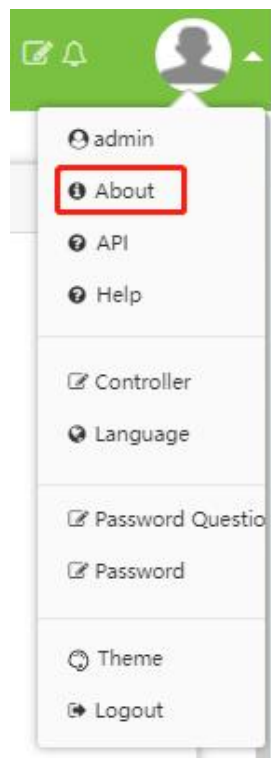 admin
About
API
Help
Controller
Language
Password Questio
Password
Theme
Logout